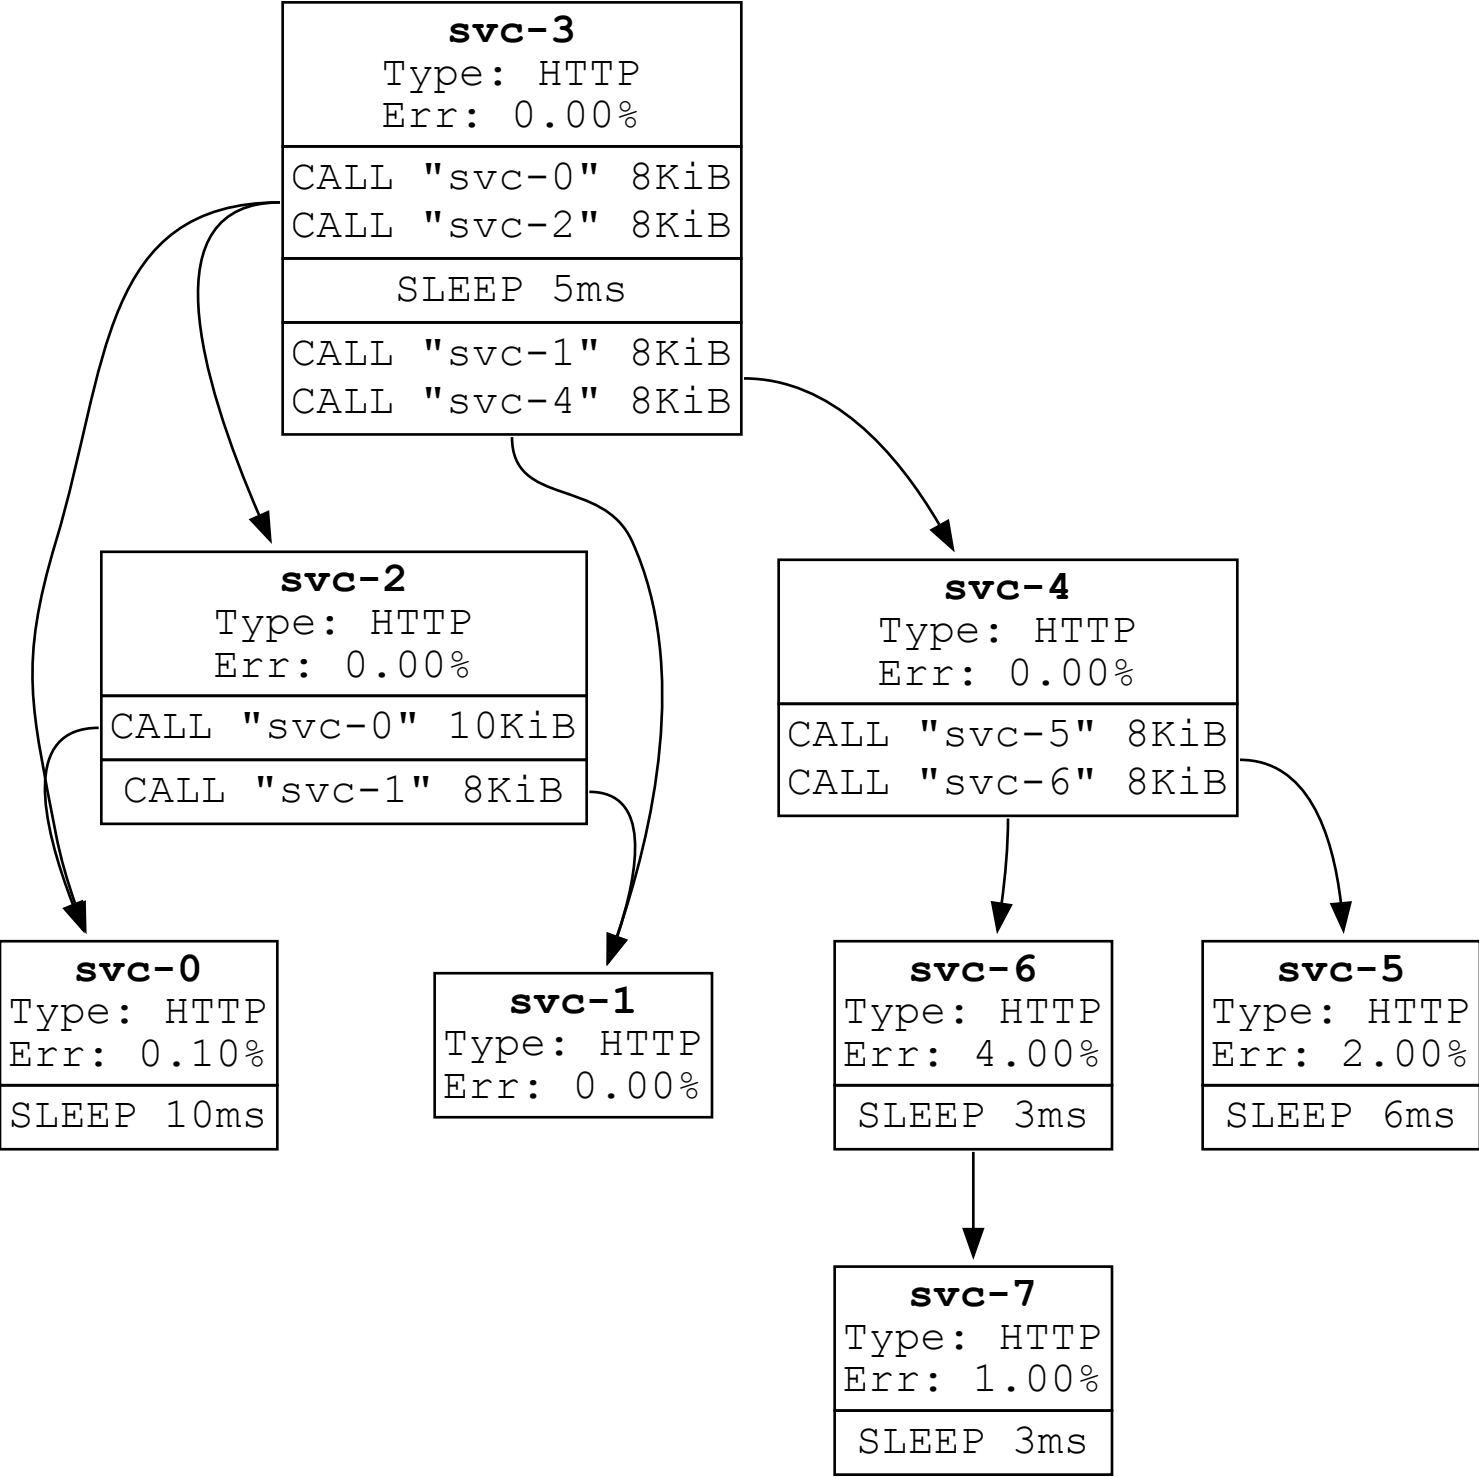 svc-3
Type: HTTP
Err: 0.00%
CALL "svc-0" 8KiB
CALL "svc-2" 8KiB
SLEEP 5ms
CALL "svc-1" 8KiB
CALL "svc-4" 8KiB
svc-2
Type: HTTP
Err: 0.00%
CALL "svc-0" 10KiB
CALL "svc-1" 8KiB
svc-4
Type: HTTP
Err: 0.00%
CALL "svc-5" 8KiB
CALL "svc-6" 8KiB
svc-0
Type: HTTP
Err: 0.10%
SLEEP 10ms
svc-1
Type: HTTP
Err: 0.00%
svc-6
Type: HTTP
Err: 4.00%
SLEEP 3ms
svc-5
Type: HTTP
Err: 2.00%
SLEEP 6ms
svc-7
Type: HTTP
Err: 1.00%
SLEEP 3ms